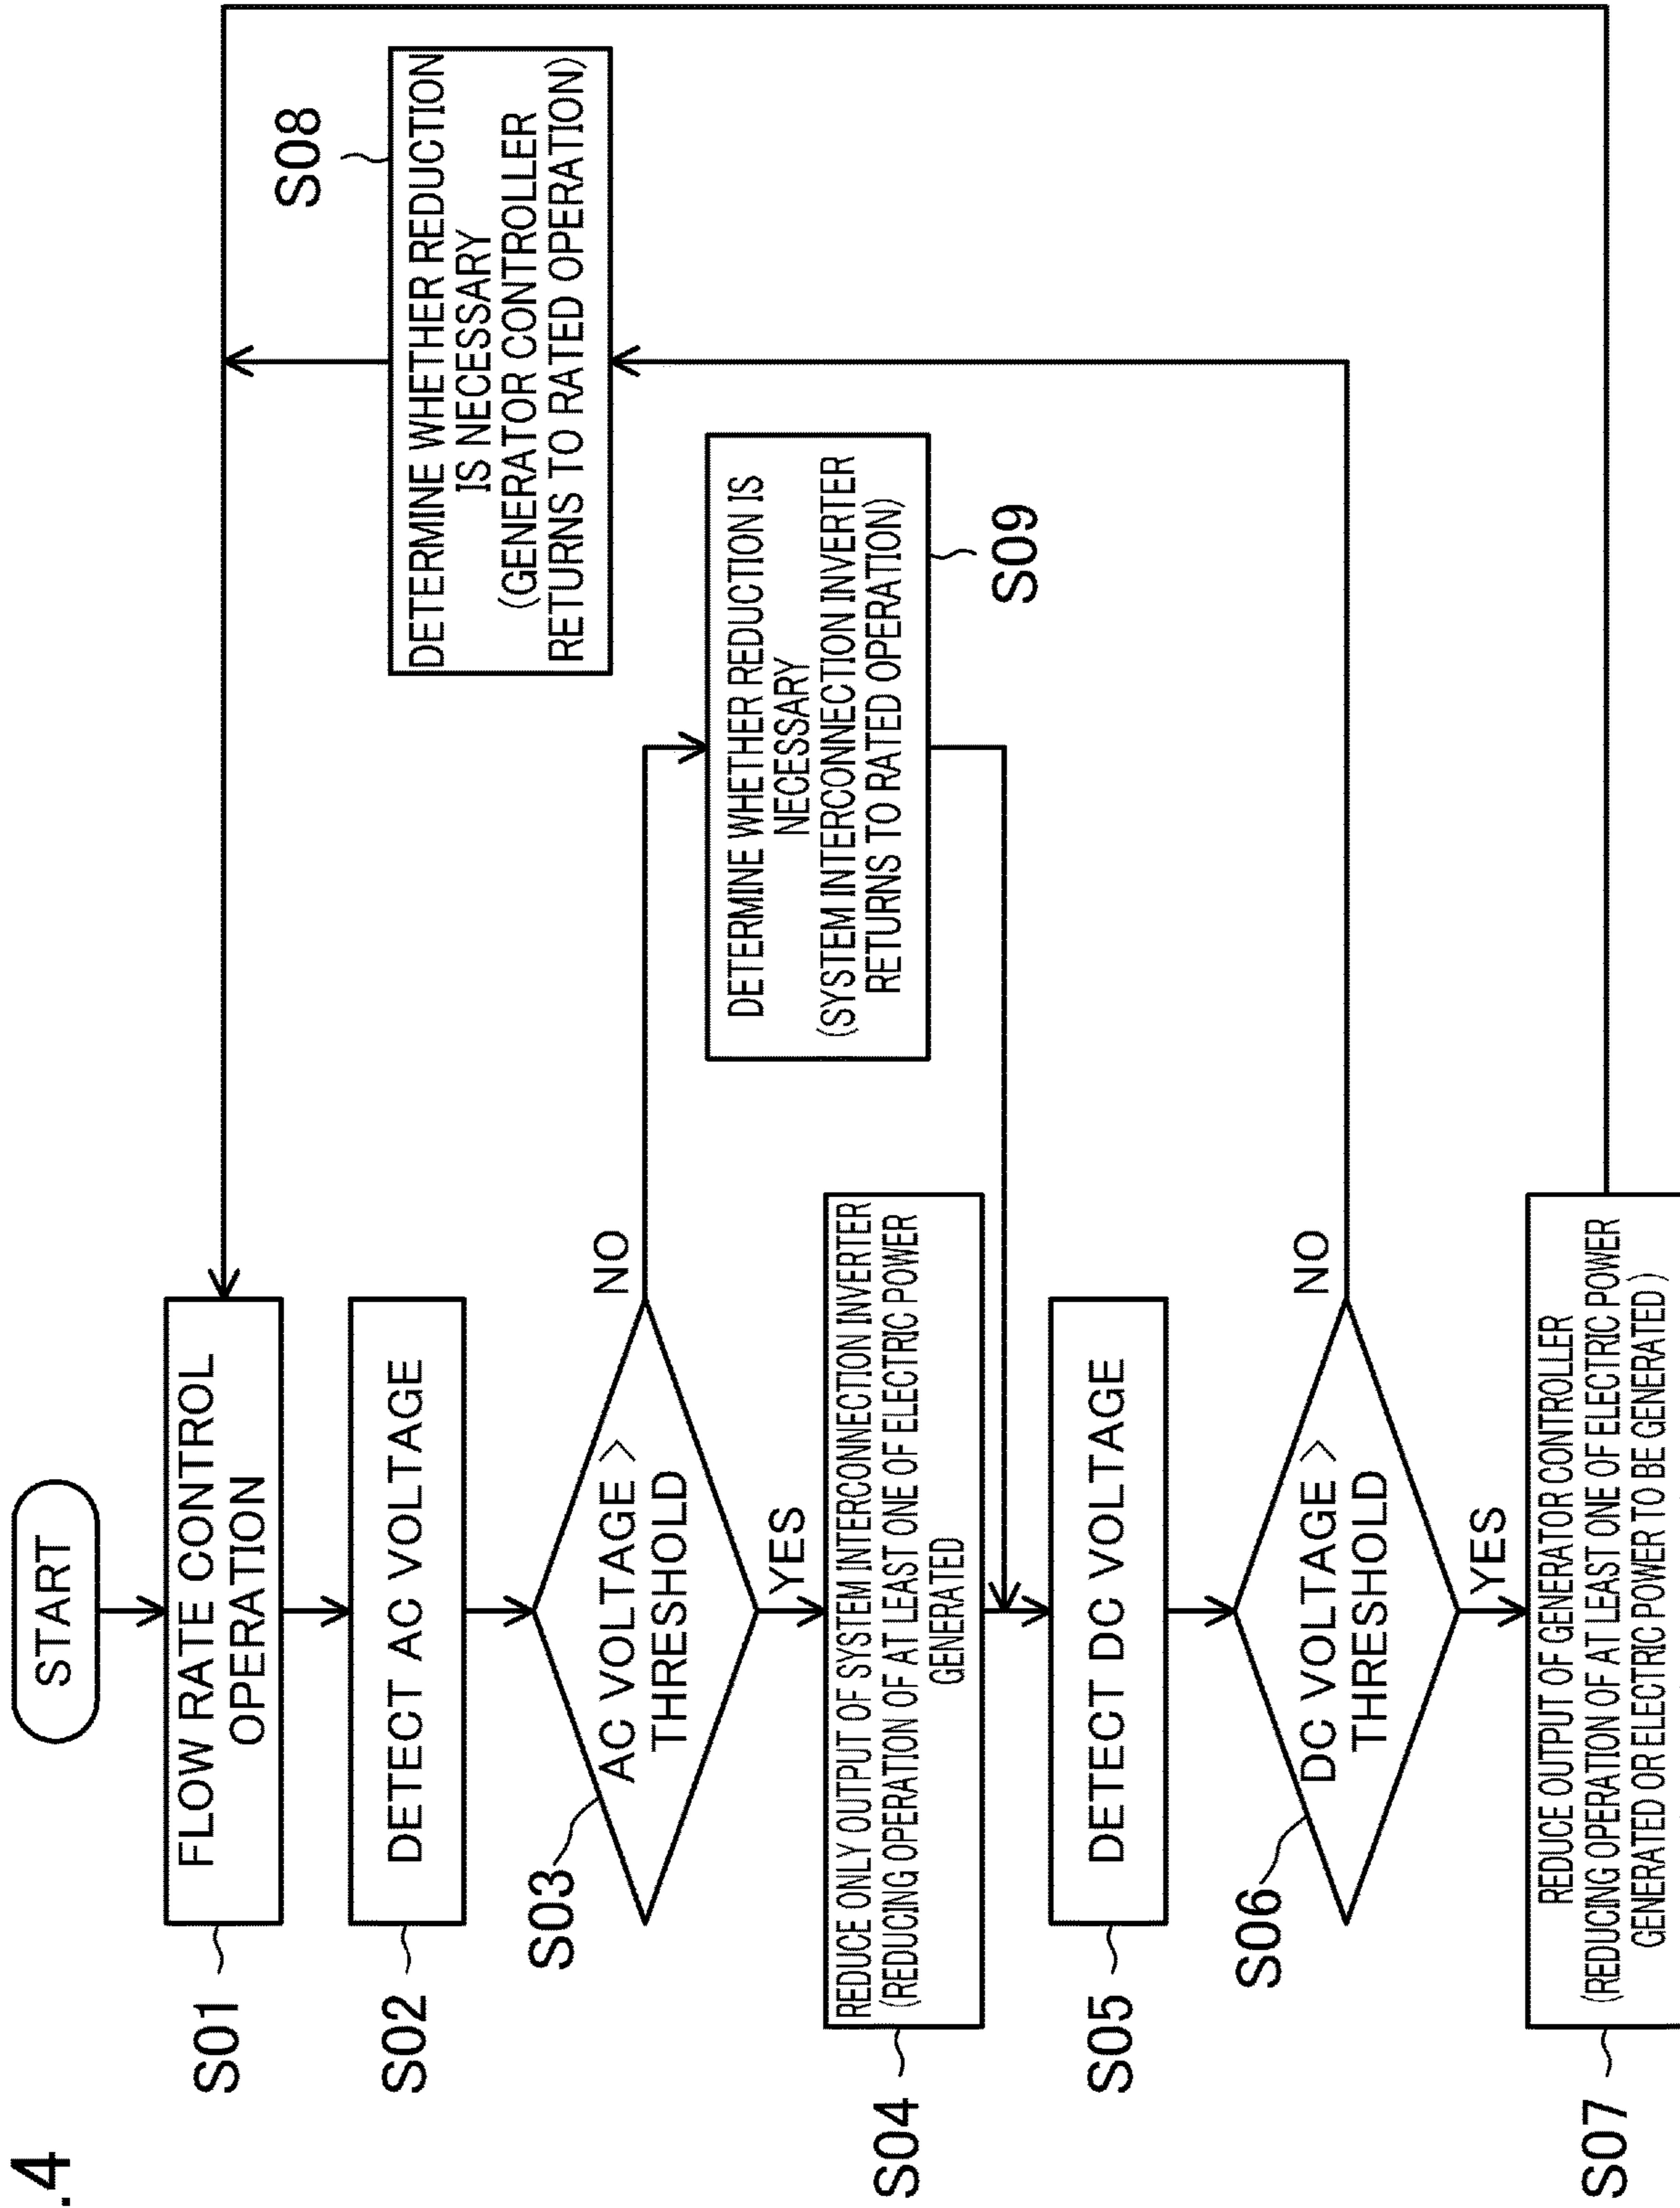 .4
START
FLOW RATE CONTROL
OPERATION
S01
DETECT AC VOLTAGE
S02
AC VOLTAGE >
THRESHOLD
S03
NO
YES
REDUCE ONLY OUTPUT OF SYSTEM INTERCONNECTION INVERTER
(REDUCING OPERATION OF AT LEAST ONE OF ELECTRIC POWER
GENERATED
S04
DETECT DC VOLTAGE
S05
DC VOLTAGE >
THRESHOLD
S06
NO
YES
REDUCE OUTPUT OF GENERATOR CONTROLLER
(REDUCING OPERATION OF AT LEAST ONE OF ELECTRIC POWER
GENERATED OR ELECTRIC POWER TO BE GENERATED)
S07
DETERMINE WHETHER REDUCTION
IS NECESSARY
(GENERATOR CONTROLLER
RETURNS TO RATED OPERATION)
S08
DETERMINE WHETHER REDUCTION IS
NECESSARY
(SYSTEM INTERCONNECTION INVERTER
RETURNS TO RATED OPERATION)
S09